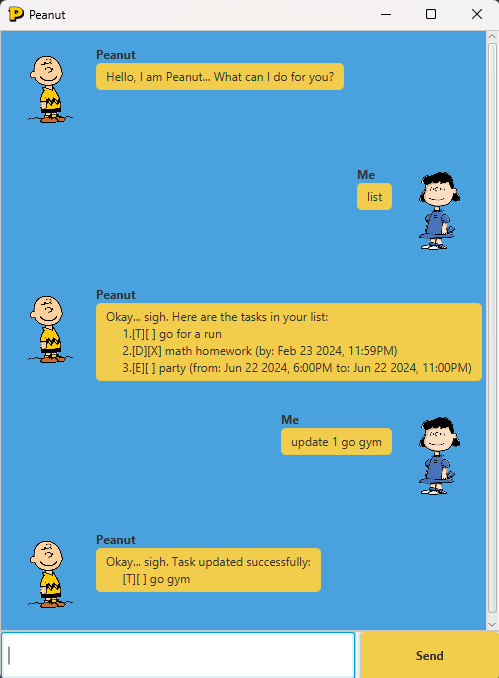 Peanut
Peanut
Hello, I am Peanut... What can I do for you?
Me
list
Peanut
Okay... sigh. Here are the tasks in your list:
1.[T][ ] go for a run
2.[D][X] math homework (by: Feb 23 2024, 11:59PM)
3.[E][ ] party (from: Jun 22 2024, 6:00PM to: Jun 22 2024, 11:00PM)
Me
update 1 go gym
Peanut
Okay... sigh. Task updated successfully:
[T][ ] go gym
Send